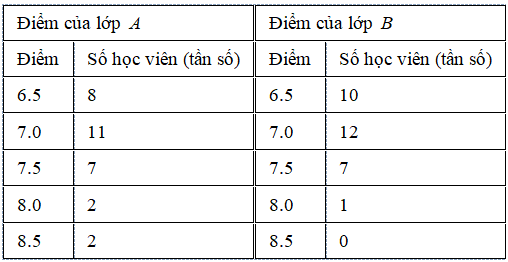 Điểm của lớp A Điểm của lớp B
Điểm Số học viên (tần số) Điểm Số học viên (tần số)
6.5 8 6.5 10
7.0 11 7.0 12
7.5 7 7.5 7
8.0 2 8.0 1
8.5 2 8.5 0